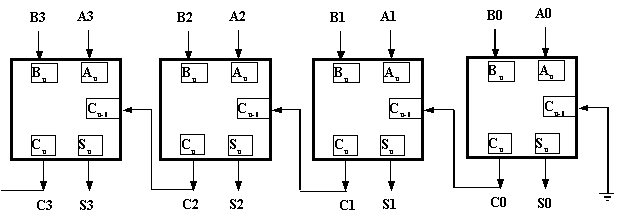 B3 A3 B2 A2 B1 A1 B0 A0
Bn An Bn An Bn An Bn An
Cn-1 Cn-1 Cn-1 Cn-1
Cn Sn Cn Sn Cn Sn Cn Sn
C3 S3 C2 S2 C1 S1 C0 S0